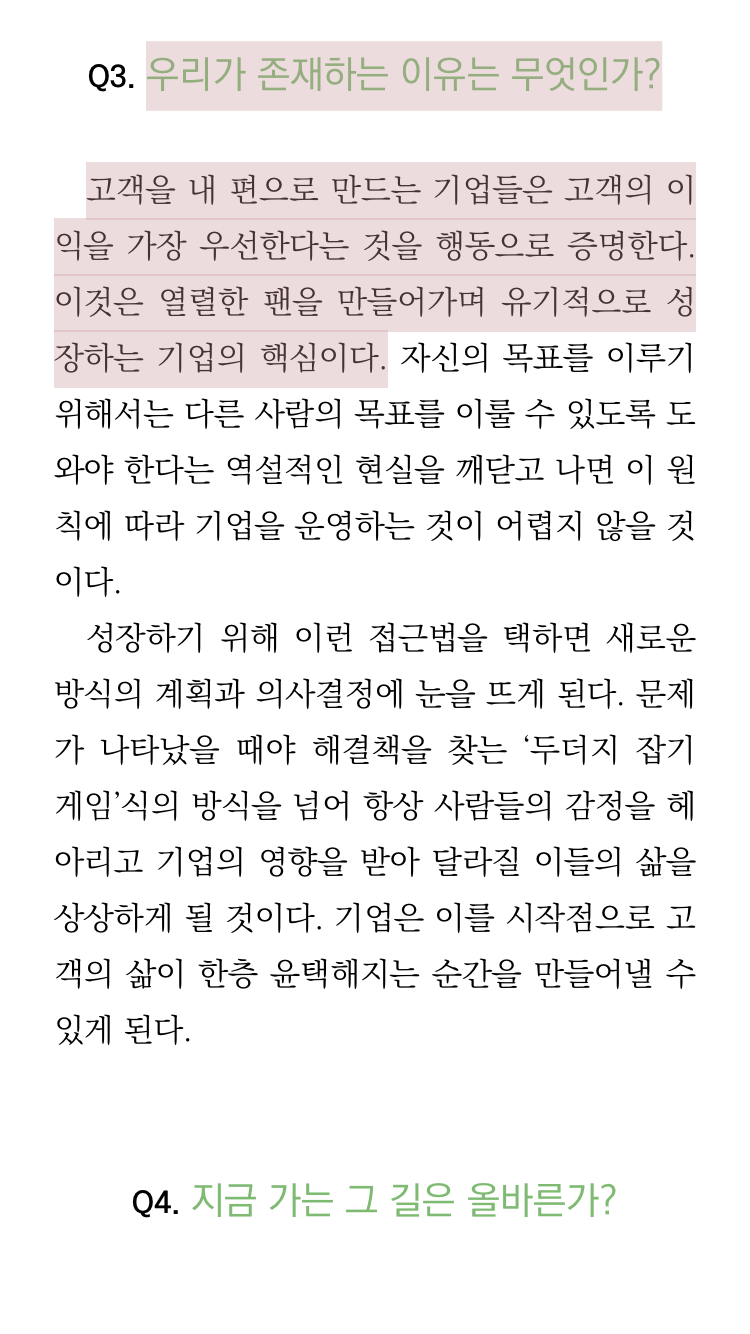 Q3. 우리가 존재하는 이유는 무엇인가?
고객을 내 편으로 만드는 기업들은 고객의 이
익을 가장 우선한다는 것을 행동으로 증명한다.
이것은 열렬한 팬을 만들어가며 유기적으로 성
장하는 기업의 핵심이다. 자신의 목표를 이루기
위해서는 다른 사람의 목표를 이룰 수 있도록 도
와야 한다는 역설적인 현실을 깨닫고 나면 이 원
칙에 따라 기업을 운영하는 것이 어렵지 않을 것
이다.
성장하기 위해 이런 접근법을 택하면 새로운
방식의 계획과 의사결정에 눈을 뜨게 된다. 문제
가 나타났을 때야 해결책을 찾는 ‘두더지 잡기
게임’식의 방식을 넘어 항상 사람들의 감정을 헤
아리고 기업의 영향을 받아 달라질 이들의 삶을
상상하게 될 것이다. 기업은 이를 시작점으로 고
객의 삶이 한층 윤택해지는 순간을 만들어낼 수
있게 된다.
Q4. 지금 가는 그 길은 올바른가?